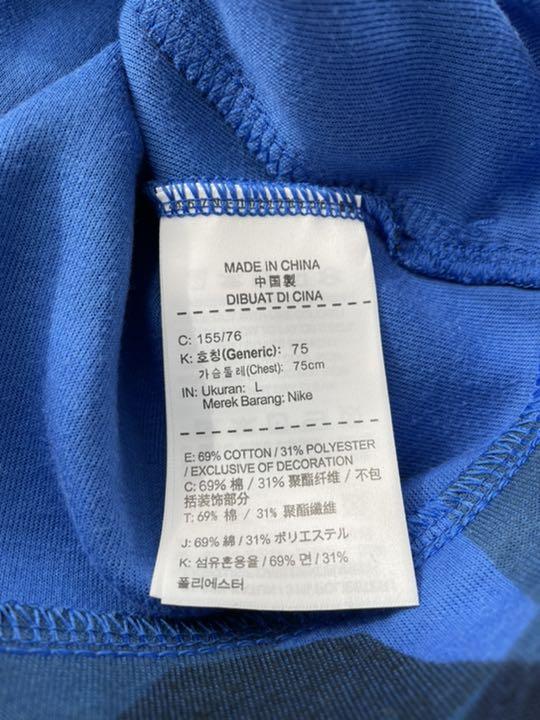 MADE IN CHINA
中国製
DIBUAT DI CINA
C: 155/76
K: 호칭(Generic): 75
가슴둘레(Chest): 75cm
IN: Ukuran: L
Merek Barang: Nike
E: 69% COTTON / 31% POLYESTER
/ EXCLUSIVE OF DECORATION
C: 69% 棉 / 31% 聚酯纤维 / 不包
括装饰部分
T: 69% 棉 / 31% 聚酯纖維
J: 69% 綿 / 31% ポリエステル
K: 섬유혼용율 / 69% 면 / 31%
폴리에스터